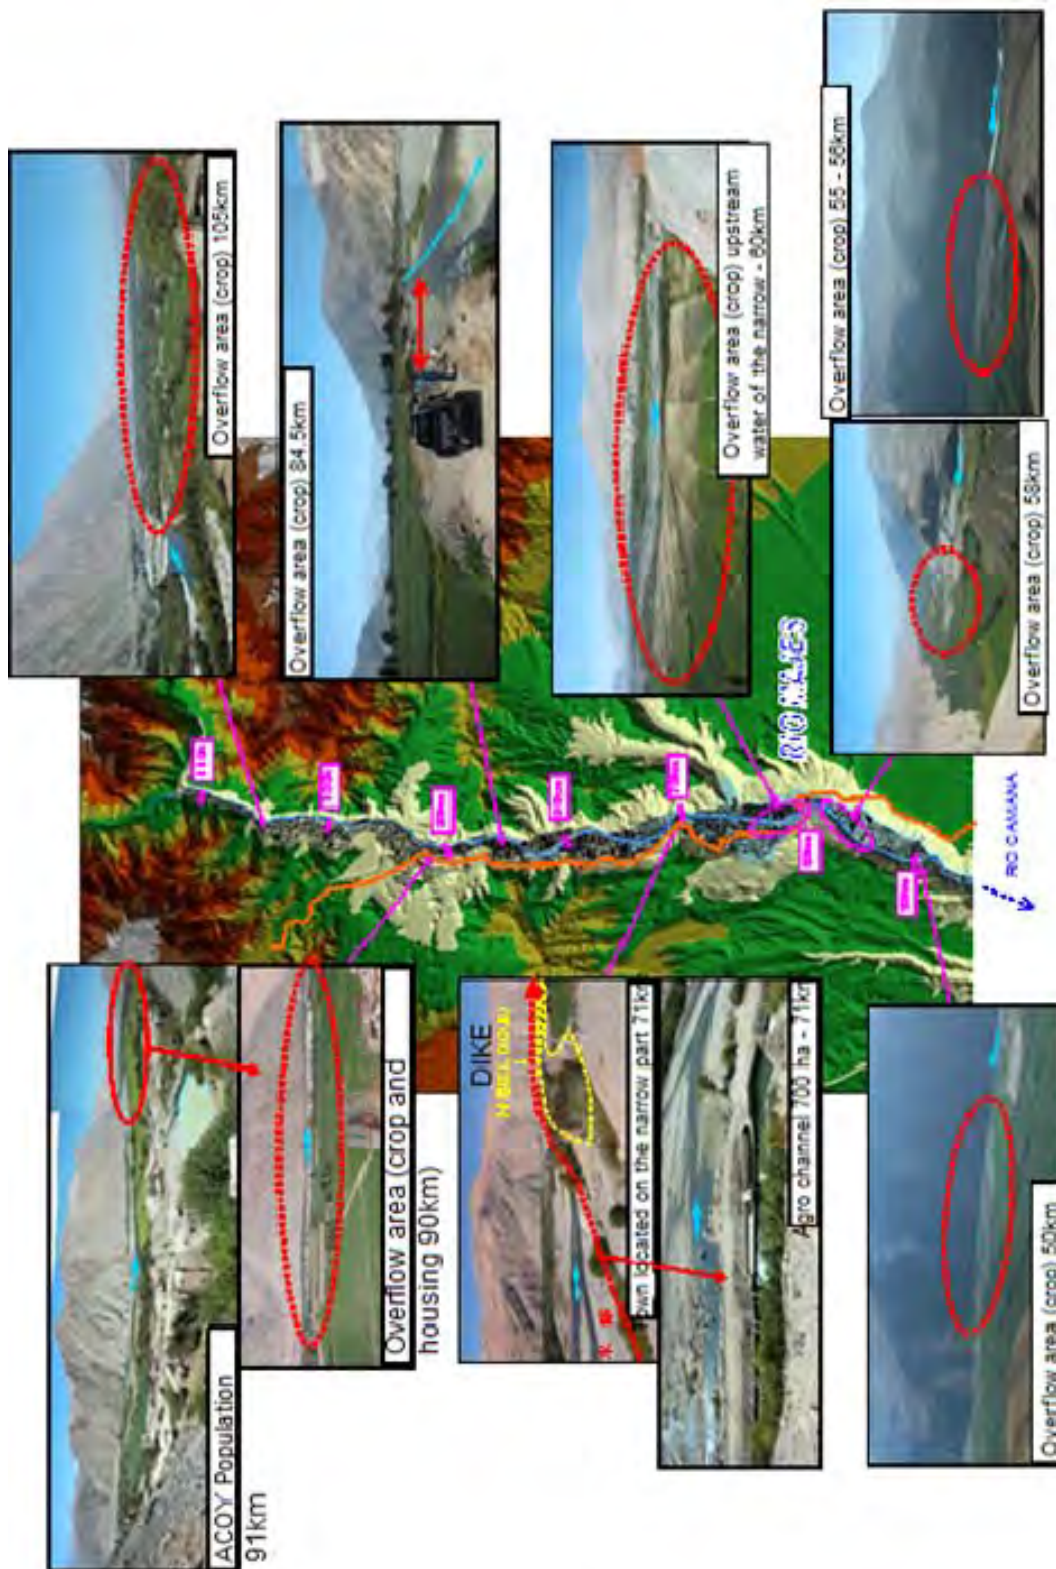 ACOY Population
91km
Overflow area (crop and
housing 90km)
DIKE
own located on the narrow part 71km
Agro channel 700 ha - 71km
Overflow area (crop) 50km
Overflow area (crop) 105km
Overflow area (crop) 84.5km
Overflow area (crop) upstream
water of the narrow - 60km
Overflow area (crop) 58km
Overflow area (crop) 55 - 56km
RIO MAJES
RIO CAMANA